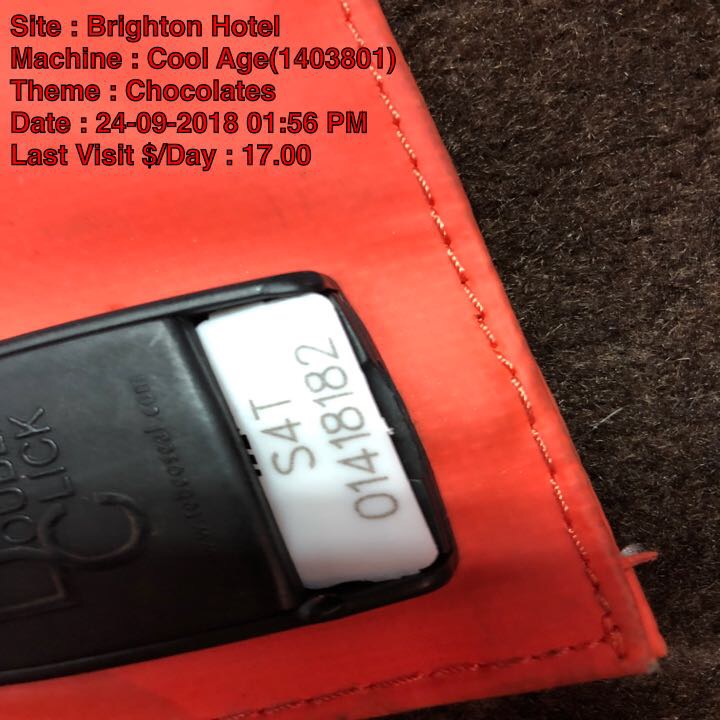 Site : Brighton Hotel
Machine : Cool Age(1403801)
Theme : Chocolates
Date : 24-09-2018 01:56 PM
Last Visit $/Day : 17.00
S4T
01418182
CLICK